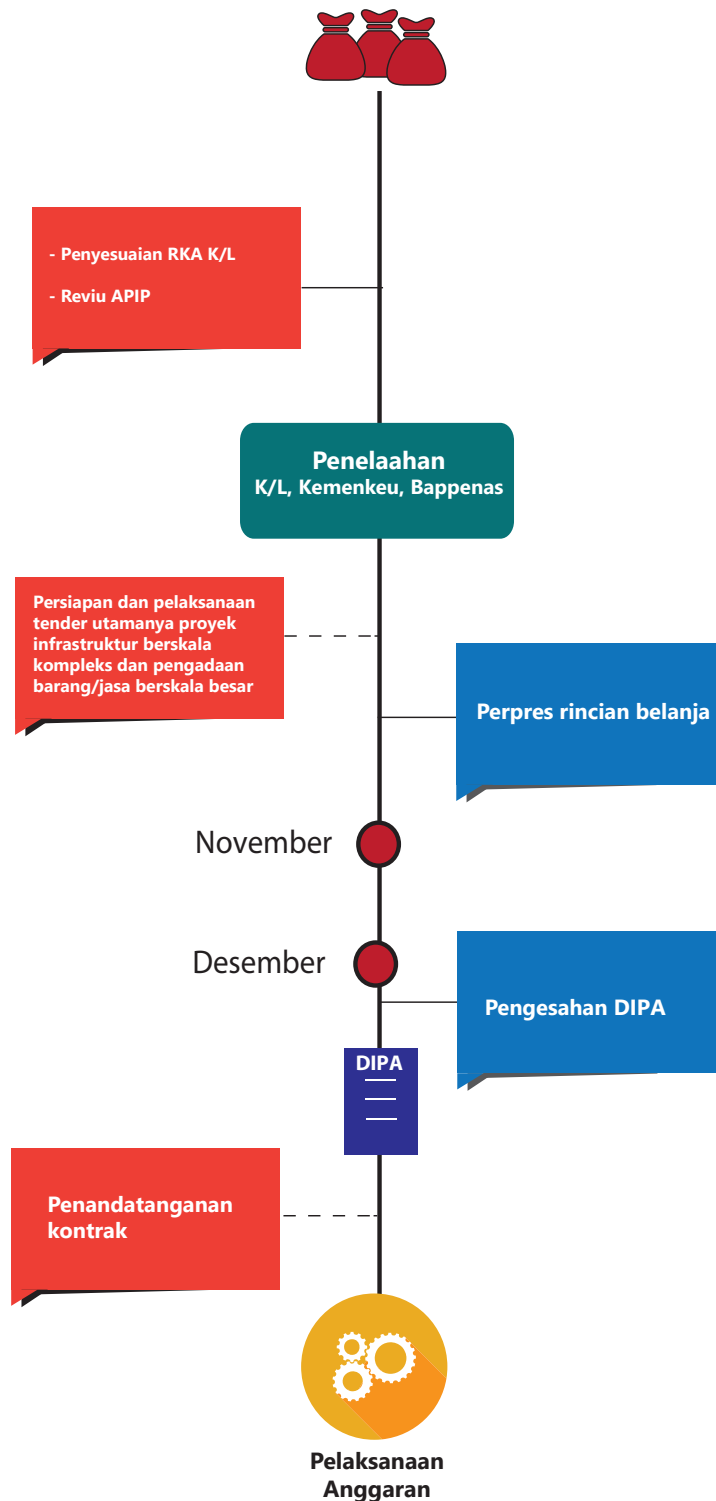 - Penyesuaian RKA K/L
- Reviu APIP
Penelaahan
K/L, Kemenkeu, Bappenas
Persiapan dan pelaksanaan
tender utamanya proyek
infrastruktur berskala
kompleks dan pengadaan
barang/jasa berskala besar
Perpres rincian belanja
November
Desember
Pengesahan DIPA
DIPA
Penandatanganan
kontrak
Pelaksanaan
Anggaran